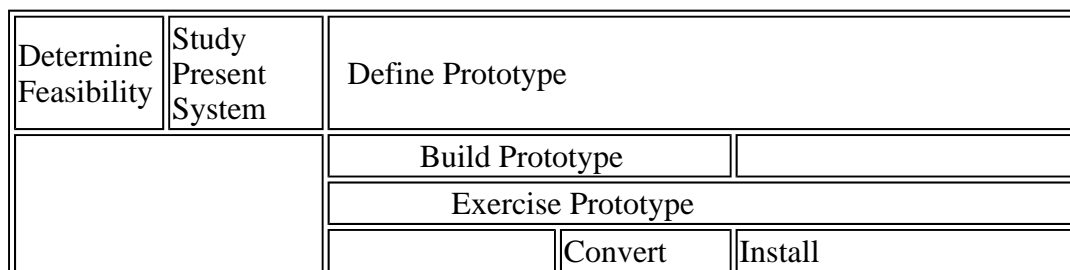 Determine
Feasibility
Study
Present
System
Define Prototype
Build Prototype
Exercise Prototype
Convert
Install